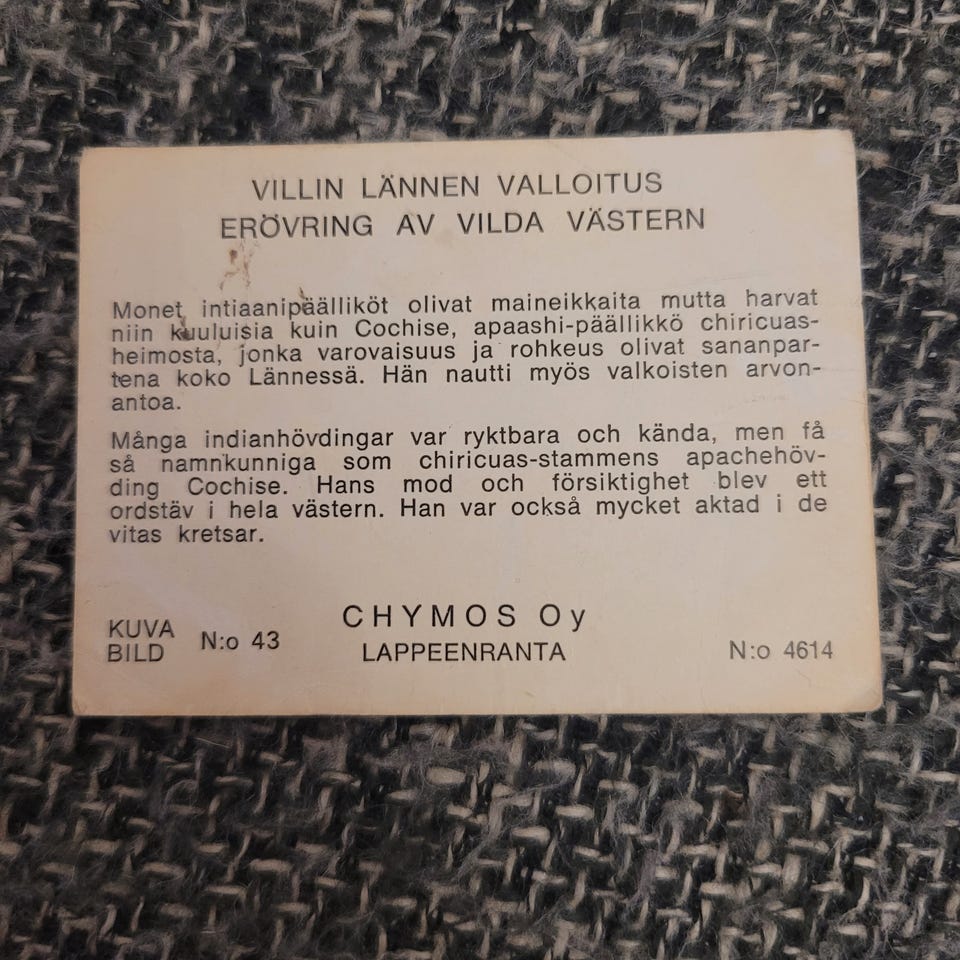 VILLIN LÄNNEN VALLOITUS
ERÖVRING AV VILDA VÄSTERN
Monet intiaanipäälliköt olivat maineikkaita mutta harvat
niin kuuluisia kuin Cochise, apaashi-päällikkö chiricuas-
heimosta, jonka varovaisuus ja rohkeus olivat sananpar-
tena koko Lännessä. Hän nautti myös valkoisten arvon-
antoa.
Många indianhövdingar var ryktbara och kända, men få
så namnkunniga som chiricuas-stammens apachehöv-
ding Cochise. Hans mod och försiktighet blev ett
ordstäv i hela västern. Han var också mycket aktad i de
vitas kretsar.
CHYMOS Oy
LAPPEENRANTA
KUVA
BILD
N:o 43
N:o 4614